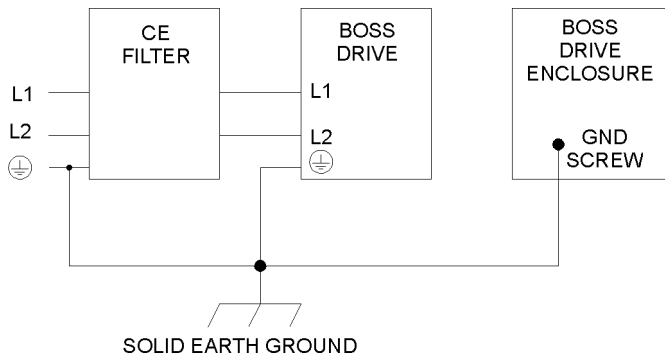 CE
FILTER
BOSS
DRIVE
BOSS
DRIVE
ENCLOSURE
L1
L1
L2
L2
GND
SCREW
SOLID EARTH GROUND